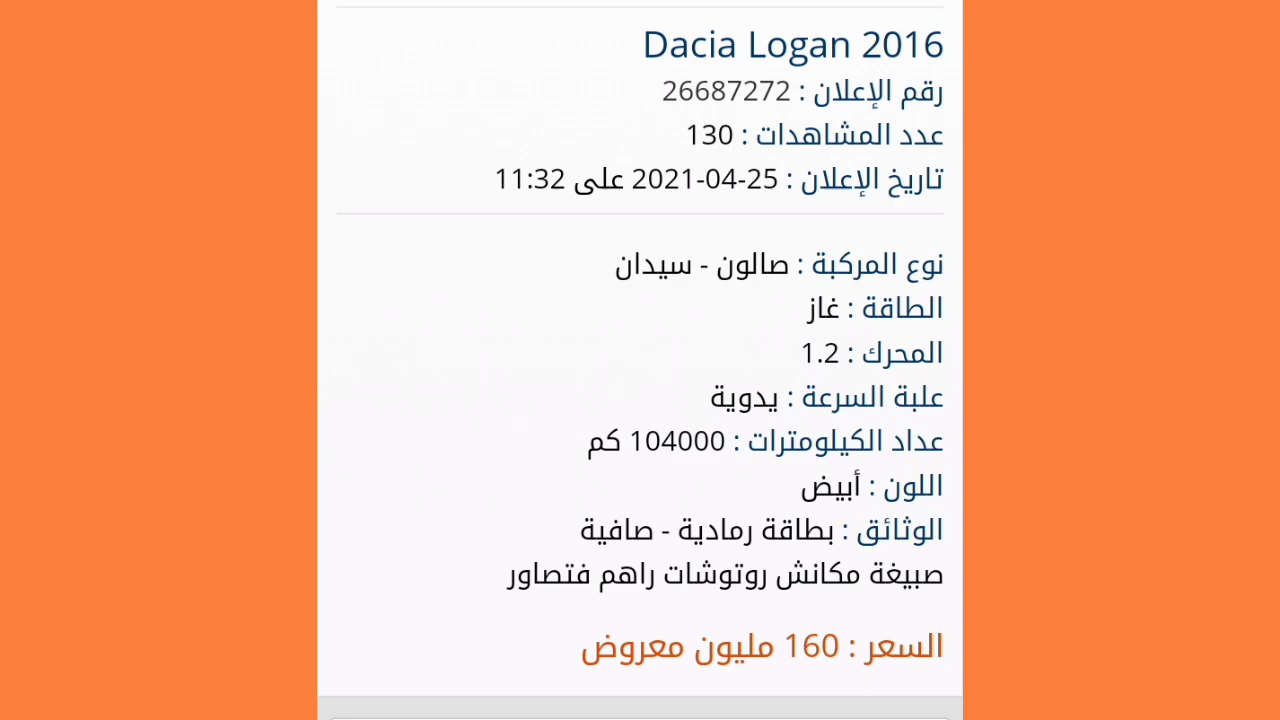 Dacia Logan 2016
رقم الإعلان : 26687272
عدد المشاهدات : 130
تاريخ الإعلان : 25-04-2021 على 11:32
نوع المركبة : صالون - سيدان
الطاقة : غاز
المحرك : 1.2
علبة السرعة : يدوية
عداد الكيلومترات : 104000 كم
اللون : أبيض
الوثائق : بطاقة رمادية - صافية
صبيغة مكانش روتوشات راهم فتصاور
السعر : 160 مليون معروض